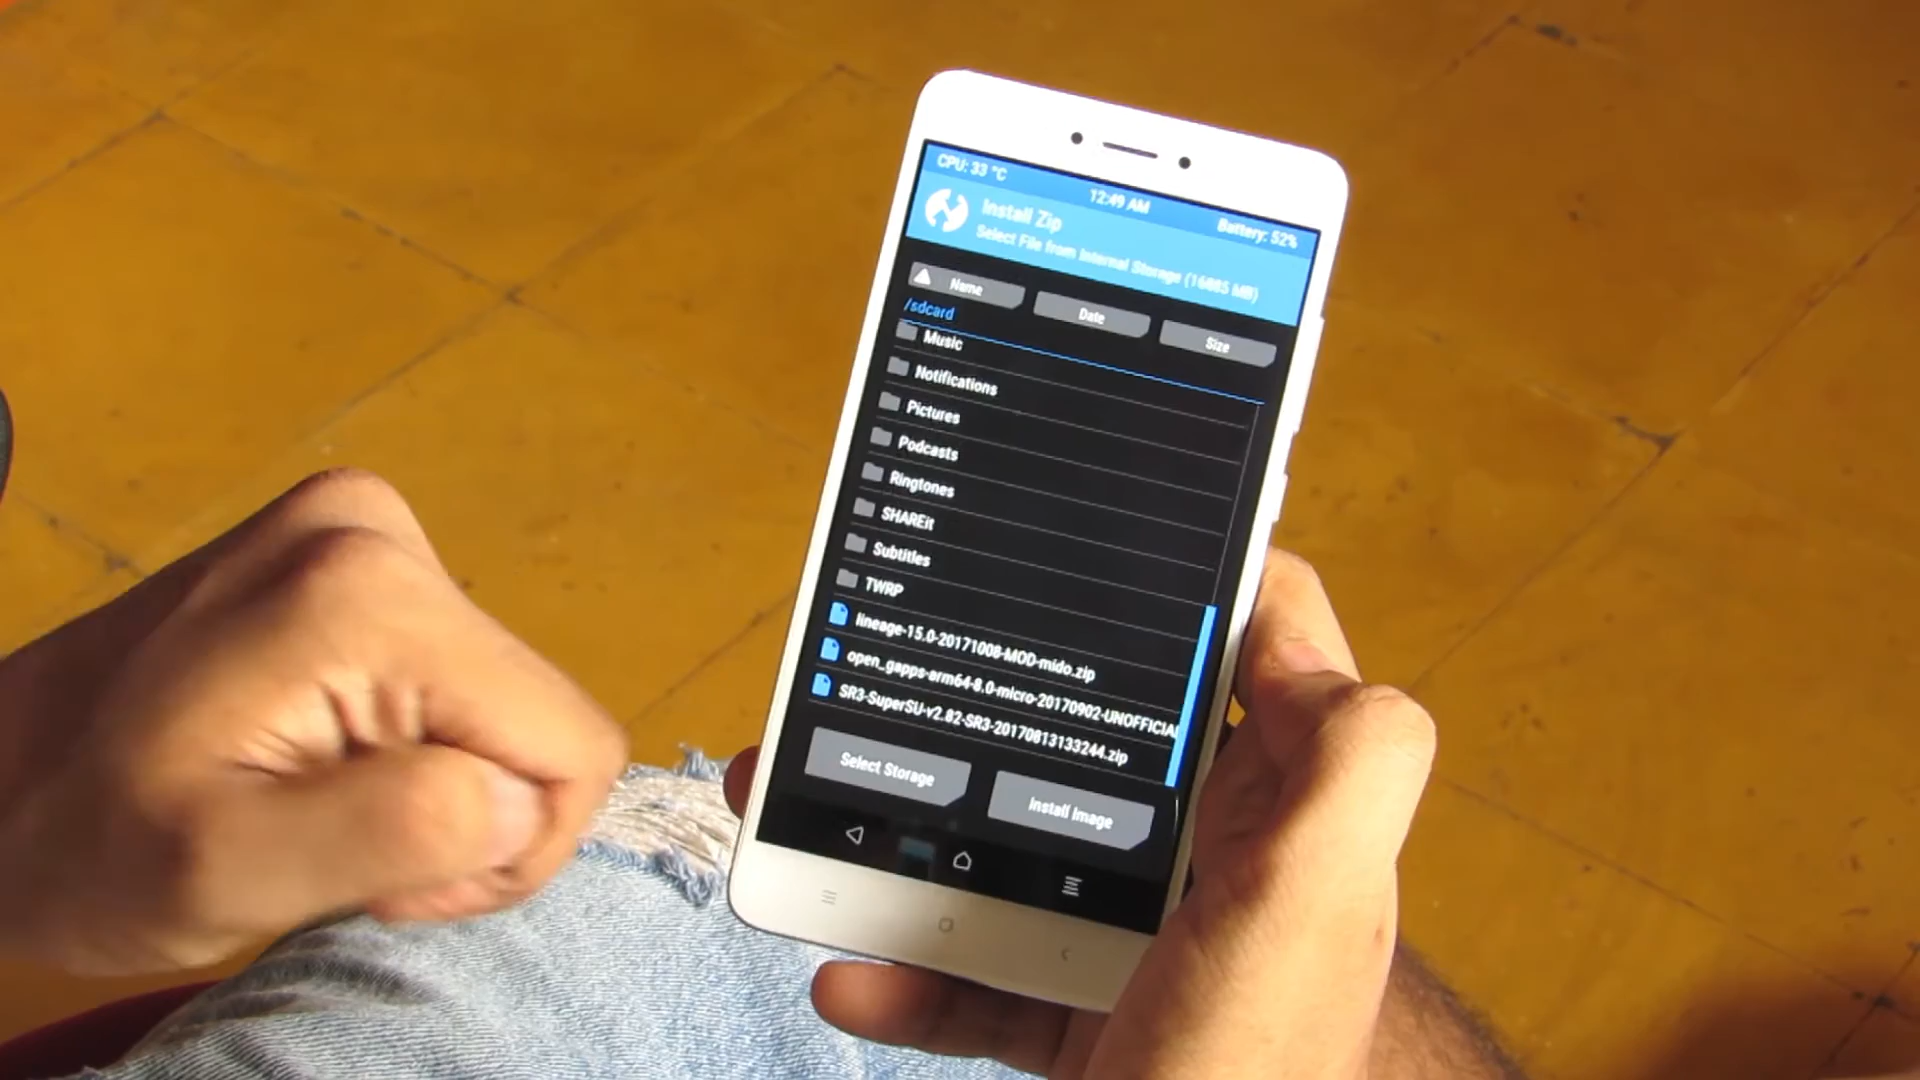 CPU: 33 °C
12:49 AM
Battery: 52%
Install Zip
Select File from Internal Storage (16885 MB)
Name
Date
Size
/sdcard
Music
Notifications
Pictures
Podcasts
Ringtones
SHAREit
Subtitles
TWRP
lineage-15.0-20171008-MOD-mido.zip
open_gapps-arm64-8.0-micro-20170902-UNOFFICIAL
SR3-SuperSU-v2.82-SR3-20170813133244.zip
Select Storage
Install Image